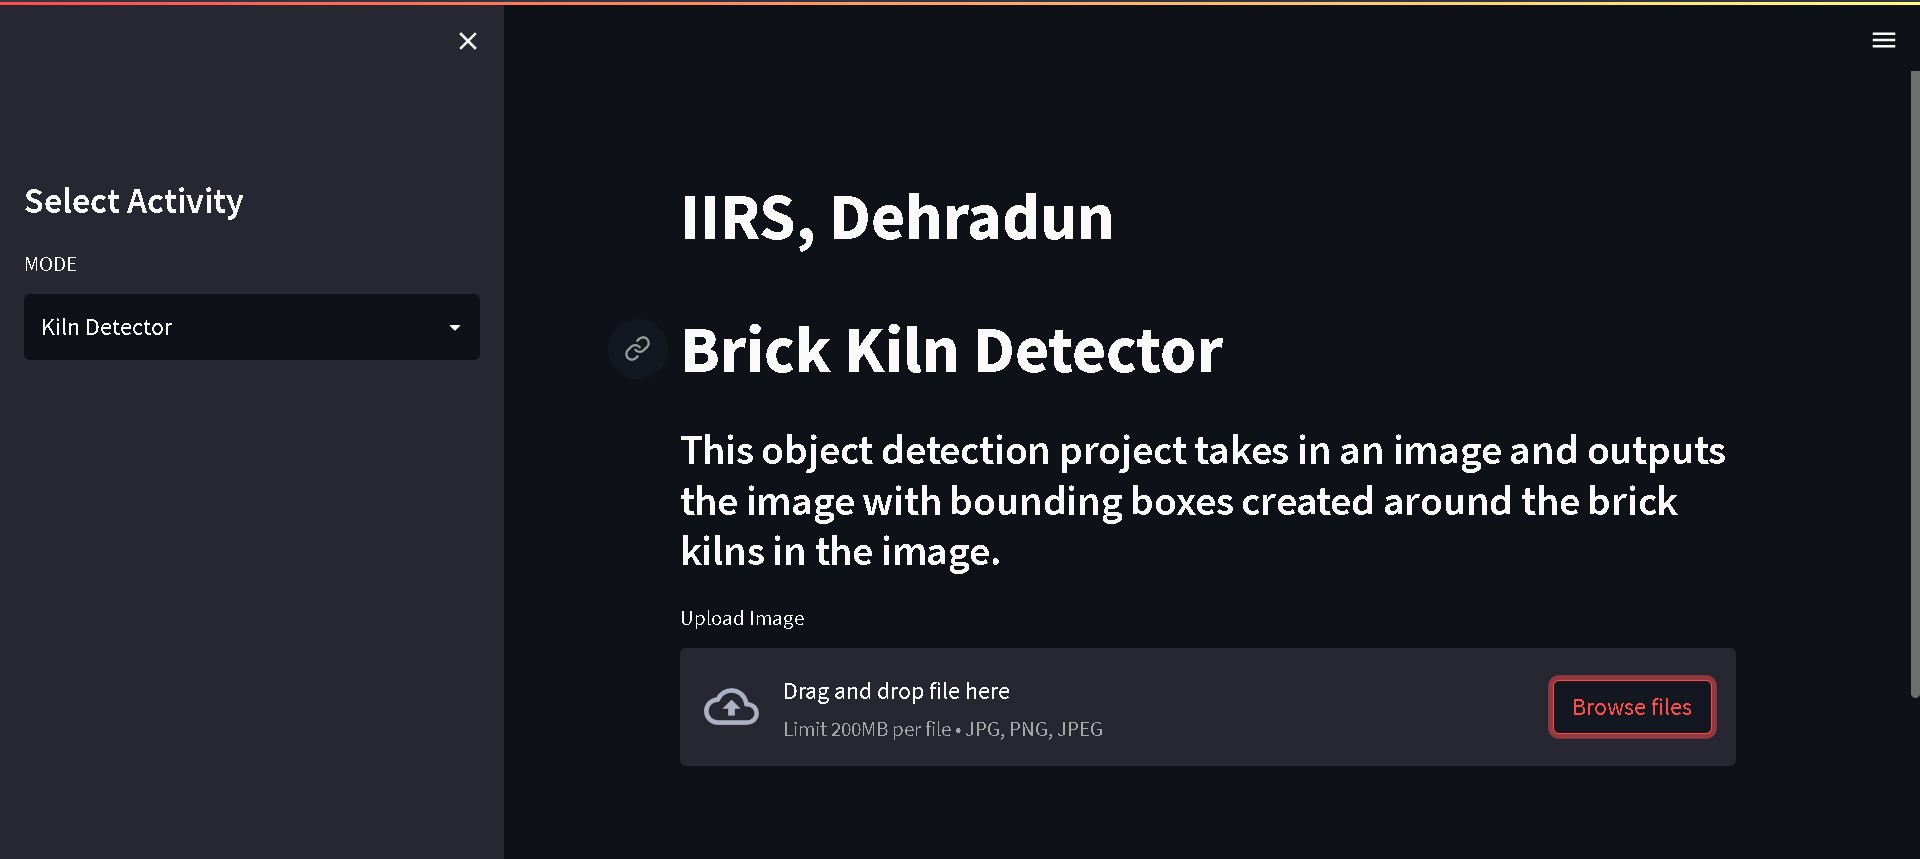 Select Activity
MODE
Kiln Detector
IIRS, Dehradun
Brick Kiln Detector
This object detection project takes in an image and outputs
the image with bounding boxes created around the brick
kilns in the image.
Upload Image
Drag and drop file here
Limit 200MB per file • JPG, PNG, JPEG
Browse files